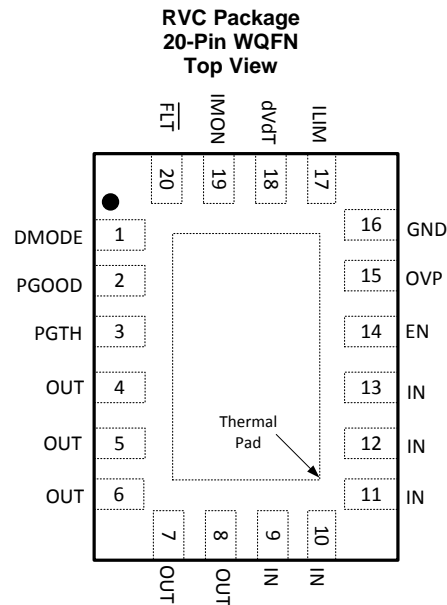 RVC Package
20-Pin WQFN
Top View
FLT
IMON
dVdT
ILIM
20
19
18
17
DMODE 1
PGOOD 2
PGTH 3
OUT 4
OUT 5
OUT 6
16 GND
15 OVP
14 EN
13 IN
12 IN
11 IN
Thermal
Pad
7
8
9
10
OUT
OUT
IN
IN